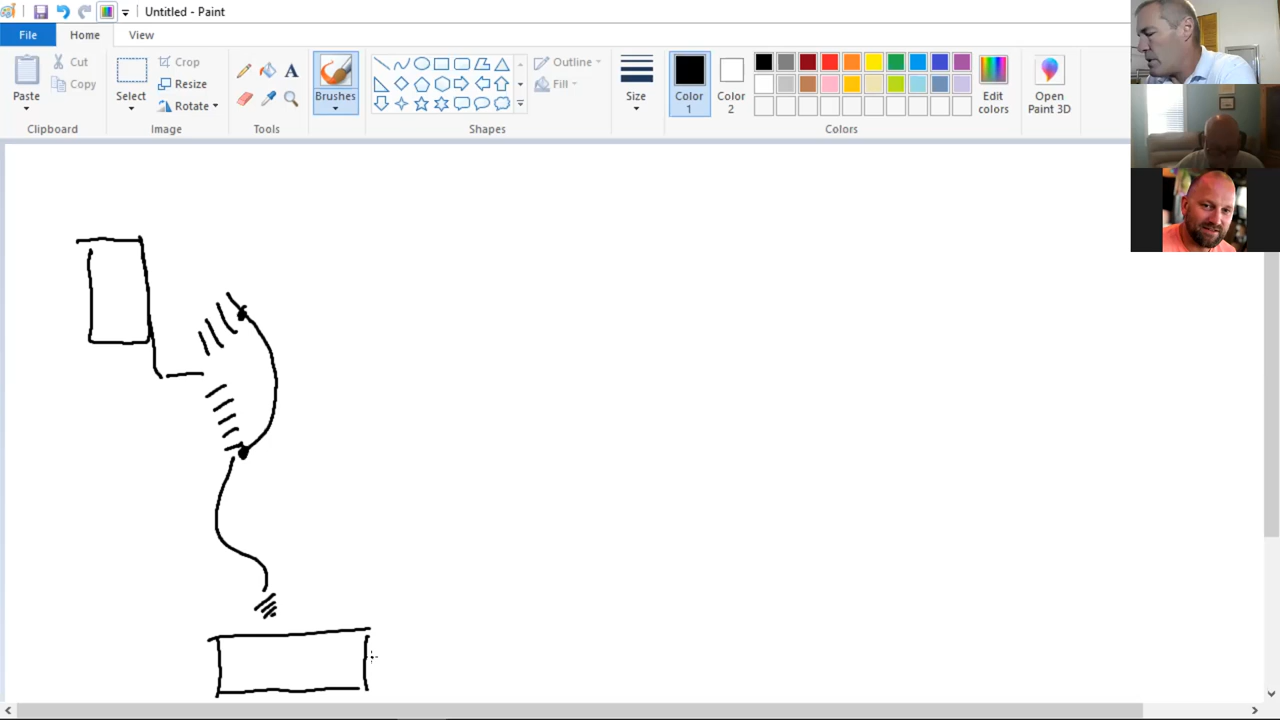 Untitled - Paint
File Home View
Paste
Cut
Copy
Clipboard
Select
Crop
Resize
Rotate
Image
A
Tools
Brushes
Outline
Fill
Shapes
Size
Color 1
Color 2
Edit colors
Colors
Open Paint 3D